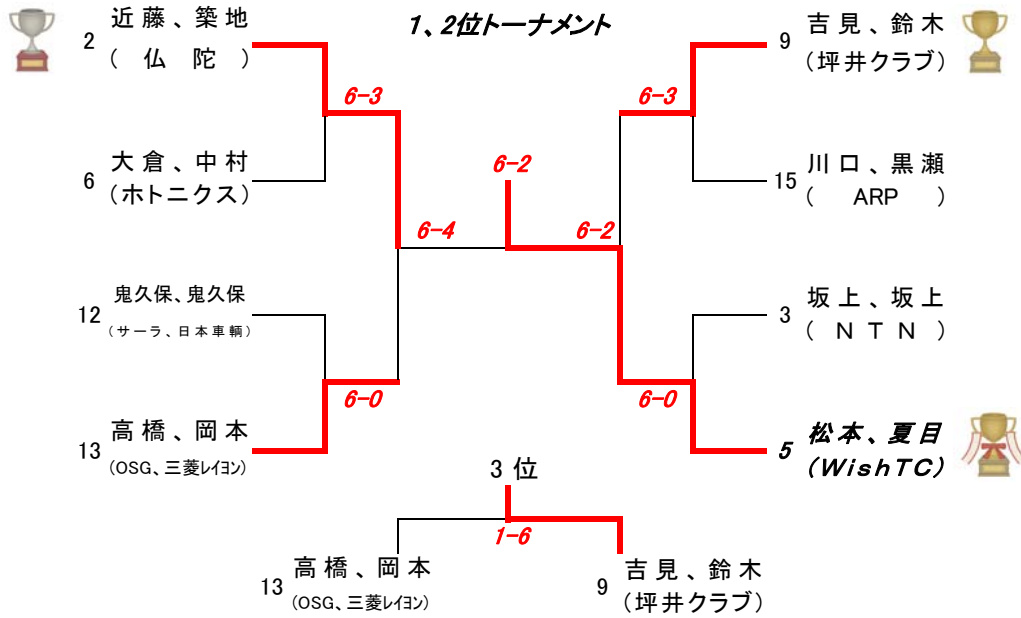 1、2位トーナメント
2 近藤、築地
(仏陀)
6 大倉、中村
(ホトニクス)
12 鬼久保、鬼久保
(サーラ、日本車輌)
13 高橋、岡本
(OSG、三菱レイヨン)
6-3
6-0
6-4
6-2
6-2
6-3
6-0
9 吉見、鈴木
(坪井クラブ)
15 川口、黒瀬
(ARP)
3 坂上、坂上
(NTN)
5 松本、夏目
(WishTC)
3位
1-6
13 高橋、岡本
(OSG、三菱レイヨン)
9 吉見、鈴木
(坪井クラブ)